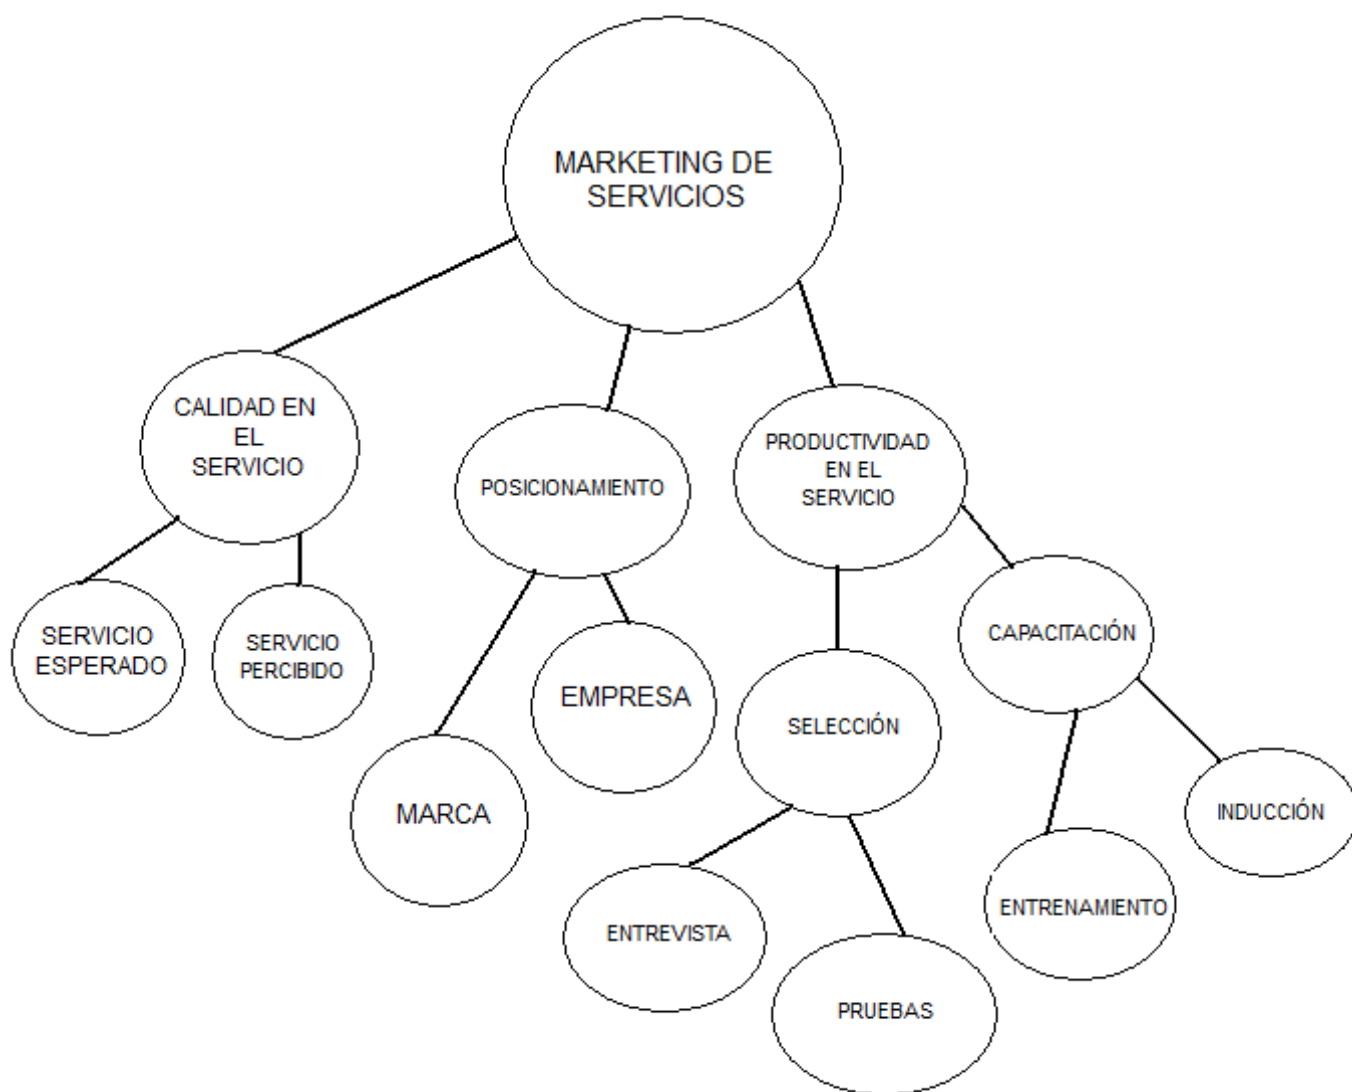 MARKETING DE
SERVICIOS
CALIDAD EN
EL
SERVICIO
POSICIONAMIENTO
PRODUCTIVIDAD
EN EL
SERVICIO
SERVICIO
ESPERADO
SERVICIO
PERCIBIDO
MARCA
EMPRESA
SELECCIÓN
CAPACITACIÓN
ENTREVISTA
PRUEBAS
ENTRENAMIENTO
INDUCCIÓN